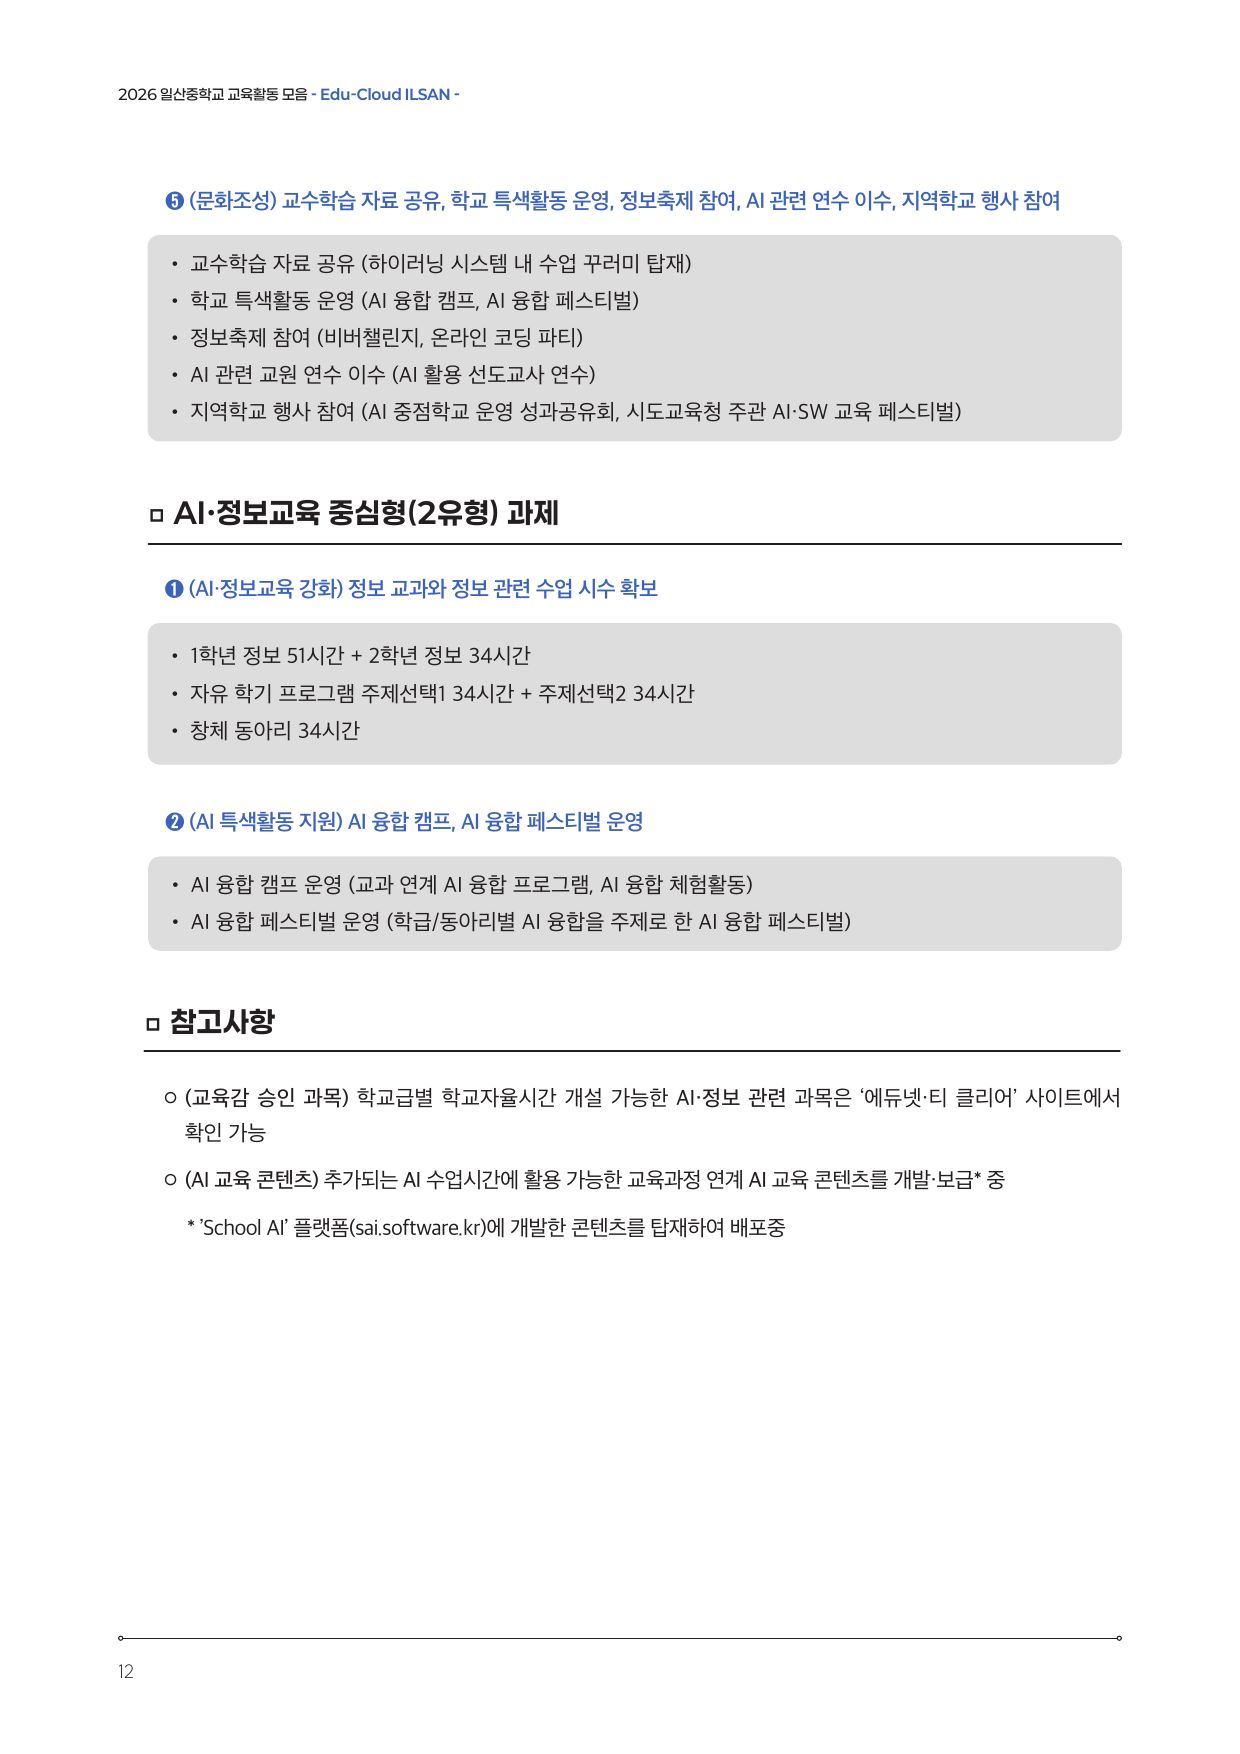 2026 일산중학교 교육활동 모음 - Edu-Cloud ILSAN -
❺ (문화조성) 교수학습 자료 공유, 학교 특색활동 운영, 정보축제 참여, AI 관련 연수 이수, 지역학교 행사 참여
• 교수학습 자료 공유 (하이러닝 시스템 내 수업 꾸러미 탑재)
• 학교 특색활동 운영 (AI 융합 캠프, AI 융합 페스티벌)
• 정보축제 참여 (비버챌린지, 온라인 코딩 파티)
• AI 관련 교원 연수 이수 (AI 활용 선도교사 연수)
• 지역학교 행사 참여 (AI 중점학교 운영 성과공유회, 시도교육청 주관 AI·SW 교육 페스티벌)
□ AI·정보교육 중심형(2유형) 과제
❶ (AI·정보교육 강화) 정보 교과와 정보 관련 수업 시수 확보
• 1학년 정보 51시간 + 2학년 정보 34시간
• 자유 학기 프로그램 주제선택1 34시간 + 주제선택2 34시간
• 창체 동아리 34시간
❷ (AI 특색활동 지원) AI 융합 캠프, AI 융합 페스티벌 운영
• AI 융합 캠프 운영 (교과 연계 AI 융합 프로그램, AI 융합 체험활동)
• AI 융합 페스티벌 운영 (학급/동아리별 AI 융합을 주제로 한 AI 융합 페스티벌)
□ 참고사항
○ (교육감 승인 과목) 학교급별 학교자율시간 개설 가능한 AI·정보 관련 과목은 ‘에듀넷·티 클리어’ 사이트에서
확인 가능
○ (AI 교육 콘텐츠) 추가되는 AI 수업시간에 활용 가능한 교육과정 연계 AI 교육 콘텐츠를 개발·보급* 중
* ’School AI’ 플랫폼(sai.software.kr)에 개발한 콘텐츠를 탑재하여 배포중
12